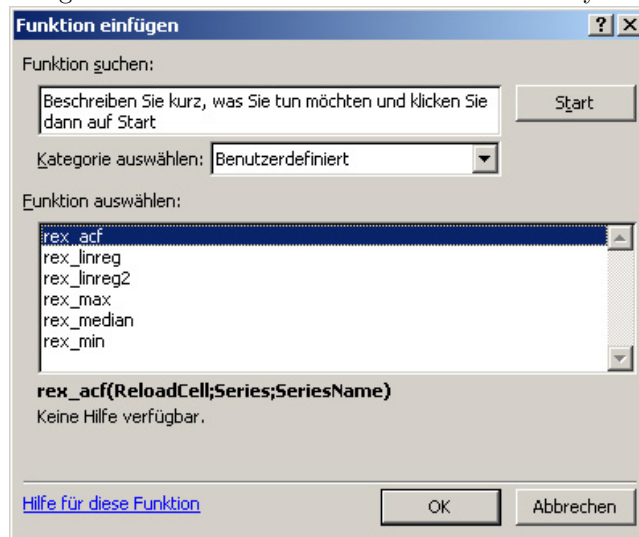 Funktion einfügen
Funktion suchen:
Beschreiben Sie kurz, was Sie tun möchten und klicken Sie
dann auf Start
Start
Kategorie auswählen: Benutzerdefiniert
Funktion auswählen:
rex_acf
rex_linreg
rex_linreg2
rex_max
rex_median
rex_min
rex_acf(ReloadCell;Series;SeriesName)
Keine Hilfe verfügbar.
Hilfe für diese Funktion
OK
Abbrechen